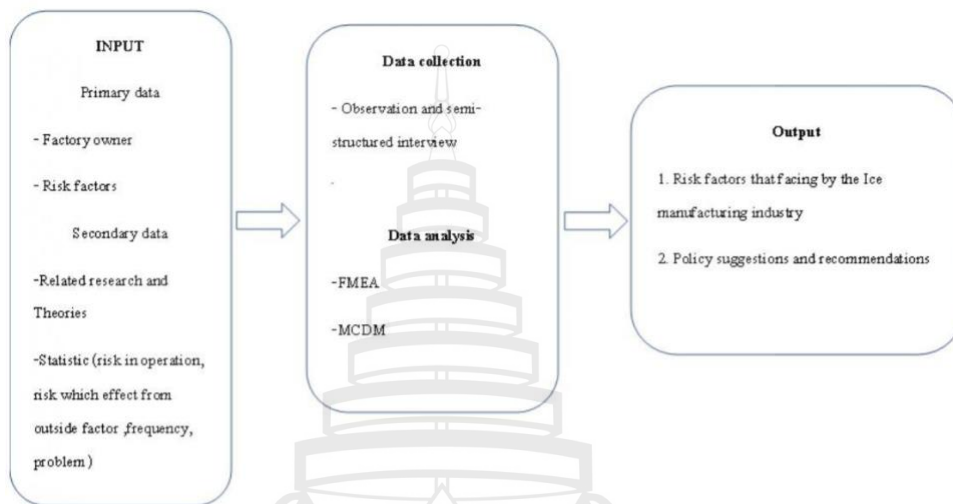 INPUT
Primary data
- Factory owner
- Risk factors
Secondary data
-Related research and
Theories
-Statistic (risk in operation,
risk which effect from
outside factor ,frequency,
problem)
Data collection
- Observation and semi-
structured interview
Data analysis
-FMEA
-MCDM
Output
1. Risk factors that facing by the Ice
manufacturing industry
2. Policy suggestions and recommendations